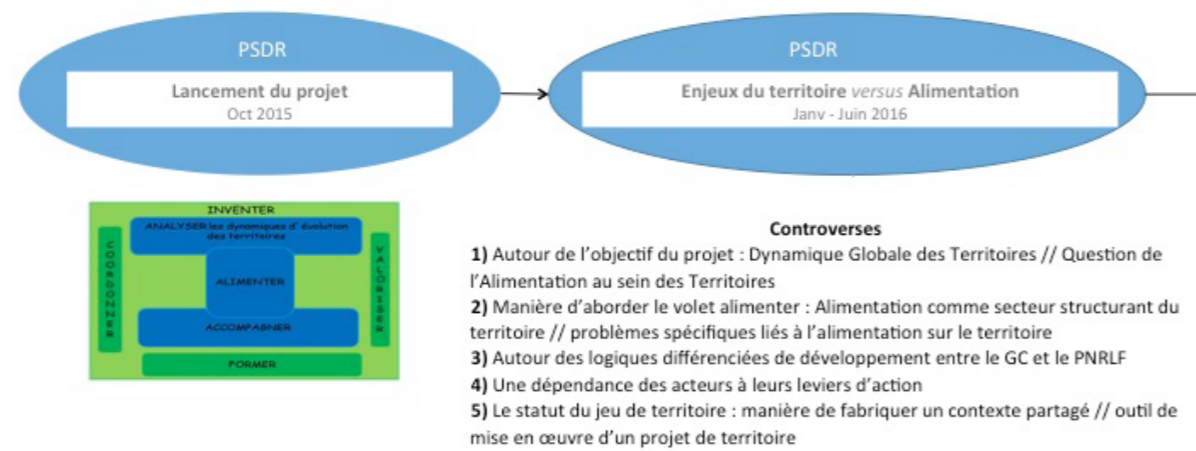 PSDR
Lancement du projet
Oct 2015
PSDR
Enjeux du territoire versus Alimentation
Janv - Juin 2016
INVENTER
ANALYSER les dynamiques d' évolution
des territoires
COORDONNER
VALORISER
ALIMENTER
ACCOMPAGNER
FORMER
Controverses
1) Autour de l'objectif du projet : Dynamique Globale des Territoires // Question de
l'Alimentation au sein des Territoires
2) Manière d'aborder le volet alimenter : Alimentation comme secteur structurant du
territoire // problèmes spécifiques liés à l'alimentation sur le territoire
3) Autour des logiques différenciées de développement entre le GC et le PNRLF
4) Une dépendance des acteurs à leurs leviers d'action
5) Le statut du jeu de territoire : manière de fabriquer un contexte partagé // outil de
mise en œuvre d'un projet de territoire